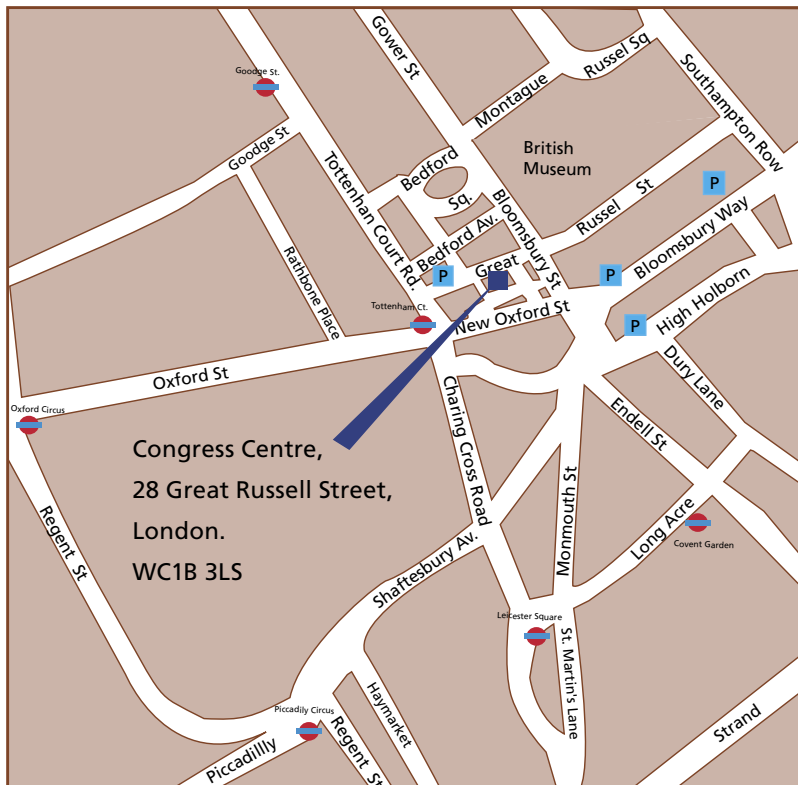 Gower St
Russel Sq
Southampton Row
Goodge St.
Montague
British
Museum
Goodge St
Tottenham Court Rd.
Bedford
Sq.
P
Bloomsbury St
Russel St
Bloomsbury Way
Bedford Av.
Great
P
P
Rathbone Place
Tottenham Ct.
New Oxford St
P
High Holborn
Oxford St
Dury Lane
Oxford Circus
Charing Cross Road
Endell St
Congress Centre,
28 Great Russell Street,
London.
WC1B 3LS
Regent St
Monmouth St
Long Acre
Covent Garden
Shaftesbury Av.
Leicester Square
St. Martin's Lane
Haymarket
Piccadily Circus
Regent St
Piccadillly
Strand